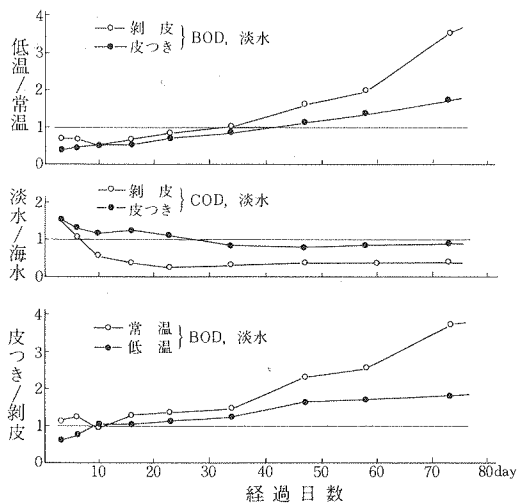 低温/常温
4
3
2
1
0
剝皮
皮つき
} BOD, 淡水
淡水/海水
2
1
0
剝皮
皮つき
} COD, 淡水
皮つき/剝皮
4
3
2
1
0
常温
低温
} BOD, 淡水
10 20 30 40 50 60 70 80day
経過日数